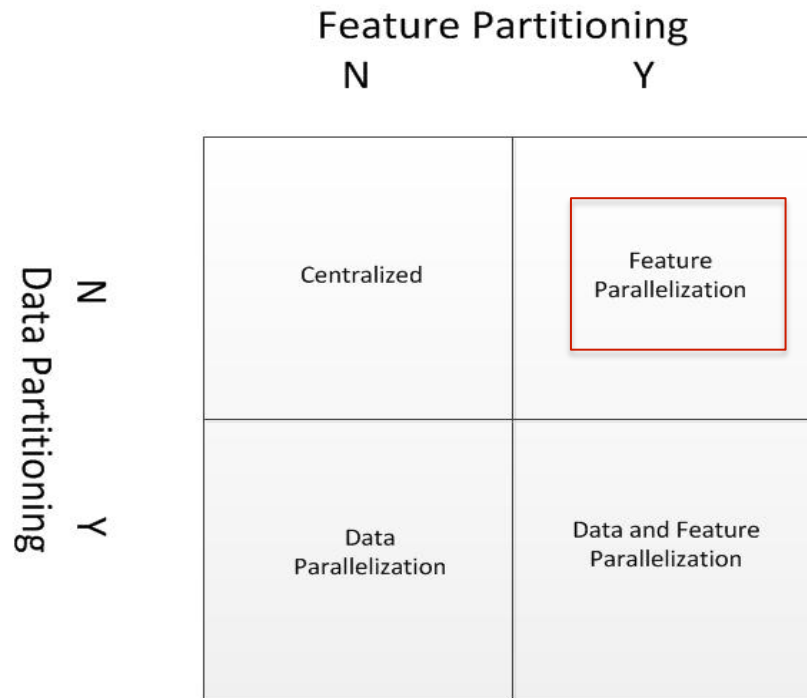 Feature Partitioning
N
Y
Data Partitioning
N
Y
Centralized
Feature
Parallelization
Data
Parallelization
Data and Feature
Parallelization